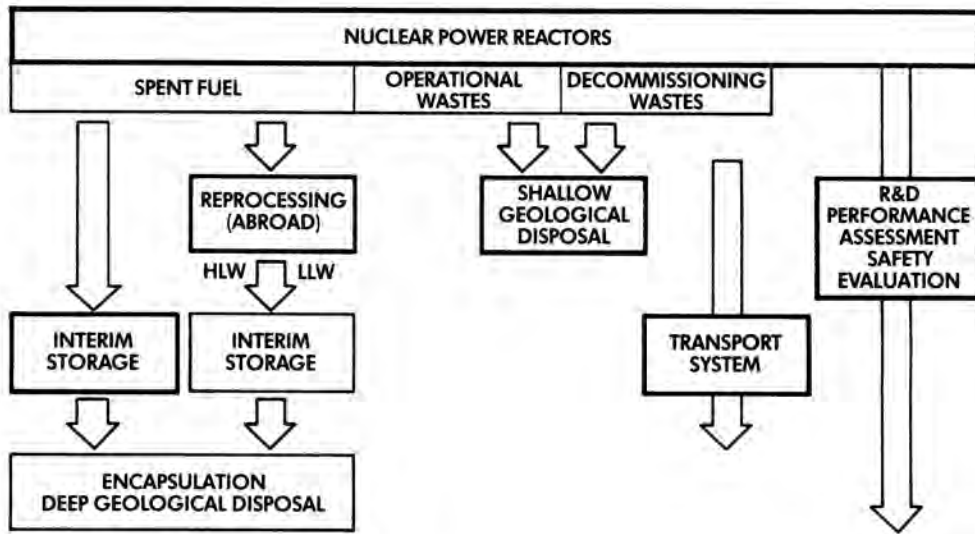 NUCLEAR POWER REACTORS
SPENT FUEL
OPERATIONAL
WASTES
DECOMMISSIONING
WASTES
REPROCESSING
(ABROAD)
SHALLOW
GEOLOGICAL
DISPOSAL
R&D
PERFORMANCE
ASSESSMENT
SAFETY
EVALUATION
HLW LLW
INTERIM
STORAGE
INTERIM
STORAGE
TRANSPORT
SYSTEM
ENCAPSULATION
DEEP GEOLOGICAL DISPOSAL